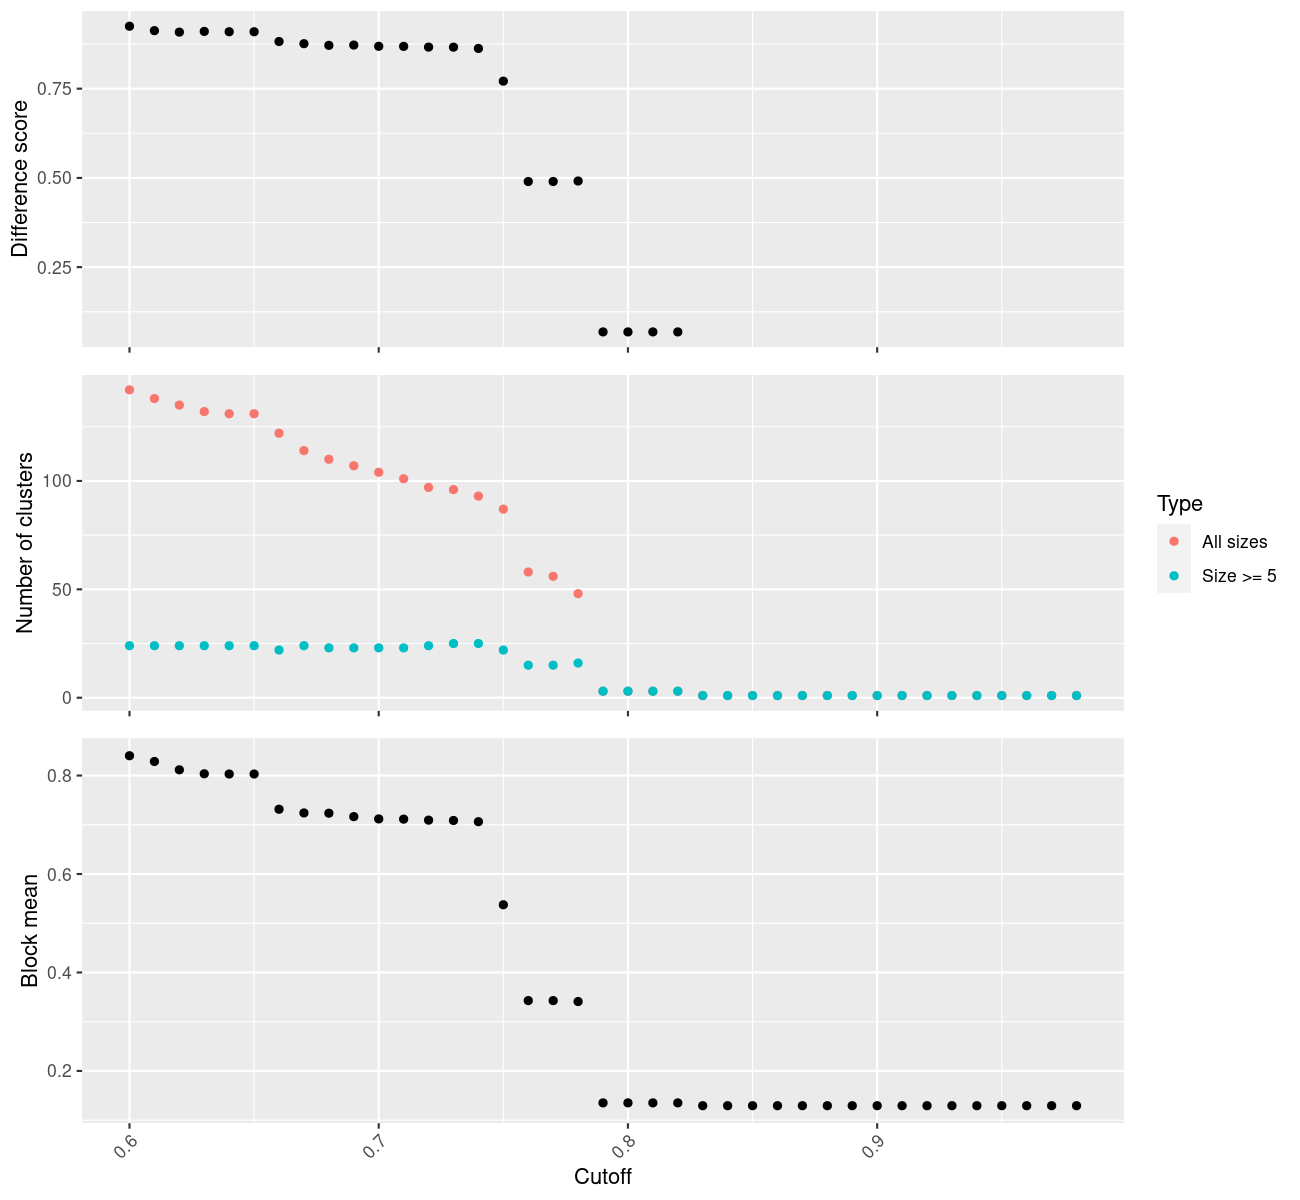 Difference score
0.75
0.50
0.25
Number of clusters
100
50
0
Type
All sizes
Size >= 5
Block mean
0.8
0.6
0.4
0.2
0.6 0.7 0.8 0.9
Cutoff